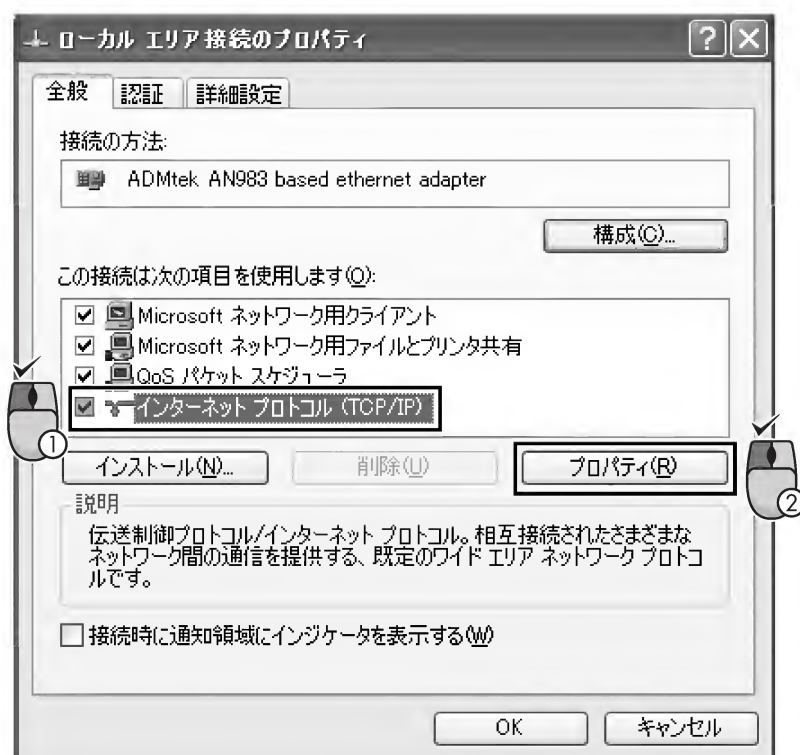 ローカル エリア接続のプロパティ
全般 認証 詳細設定
接続の方法:
ADMtek AN983 based ethernet adapter
構成(C)...
この接続は次の項目を使用します(O):
Microsoft ネットワーク用クライアント
Microsoft ネットワーク用ファイルとプリンタ共有
QoS パケット スケジューラ
インターネット プロトコル (TCP/IP)
①
インストール(N)... 削除(U) プロパティ(R)
②
説明
伝送制御プロトコル/インターネット プロトコル。相互接続されたさまざまな
ネットワーク間の通信を提供する、既定のワイド エリア ネットワーク プロトコ
ルです。
接続時に通知領域にインジケータを表示する(W)
OK キャンセル